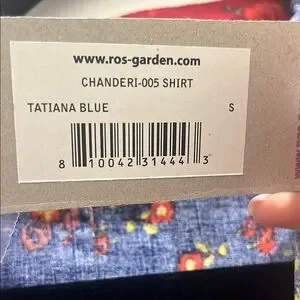 www.ros-garden.com
CHANDERI-005 SHIRT
TATIANA BLUE S
8 10042 31444 3